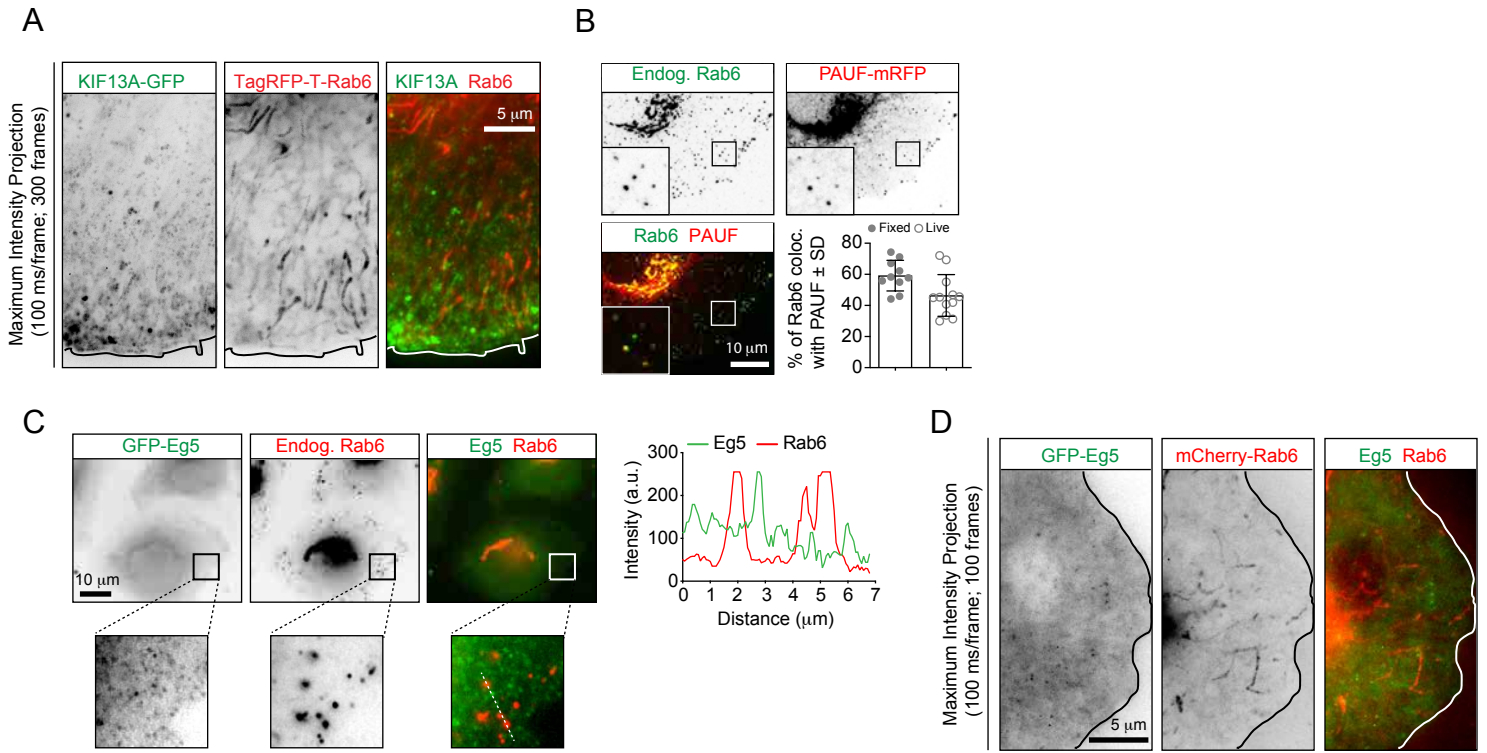 A
Maximum Intensity Projection
(100 ms/frame; 300 frames)
KIF13A-GFP
TagRFP-T-Rab6
KIF13A Rab6
5 μm
B
Endog. Rab6
PAUF-mRFP
Rab6 PAUF
10 μm
% of Rab6 coloc.
with PAUF ± SD
Fixed Live
80
60
40
20
0
C
GFP-Eg5
Endog. Rab6
Eg5 Rab6
10 μm
Eg5 Rab6
Intensity (a.u.)
300
200
100
0
0 1 2 3 4 5 6 7
Distance (μm)
D
Maximum Intensity Projection
(100 ms/frame; 100 frames)
GFP-Eg5
mCherry-Rab6
Eg5 Rab6
5 μm